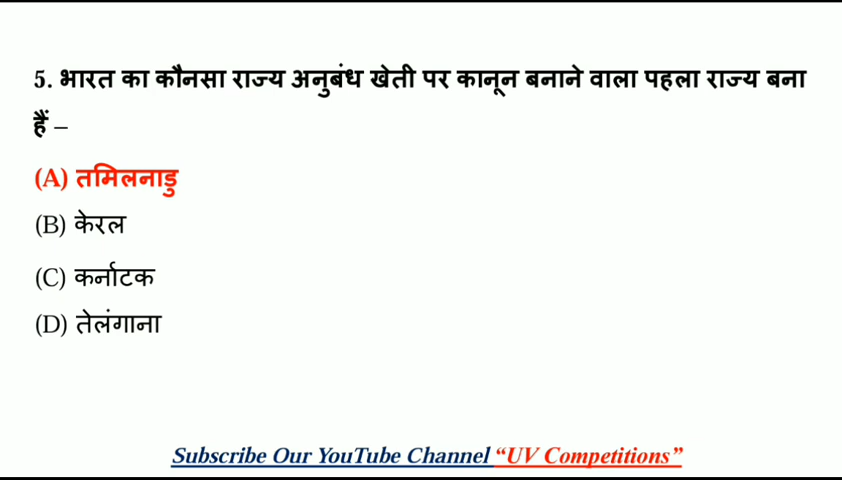 5. भारत का कौनसा राज्य अनुबंध खेती पर कानून बनाने वाला पहला राज्य बना
हैं –
(A) तमिलनाडु
(B) केरल
(C) कर्नाटक
(D) तेलंगाना
Subscribe Our YouTube Channel “UV Competitions”